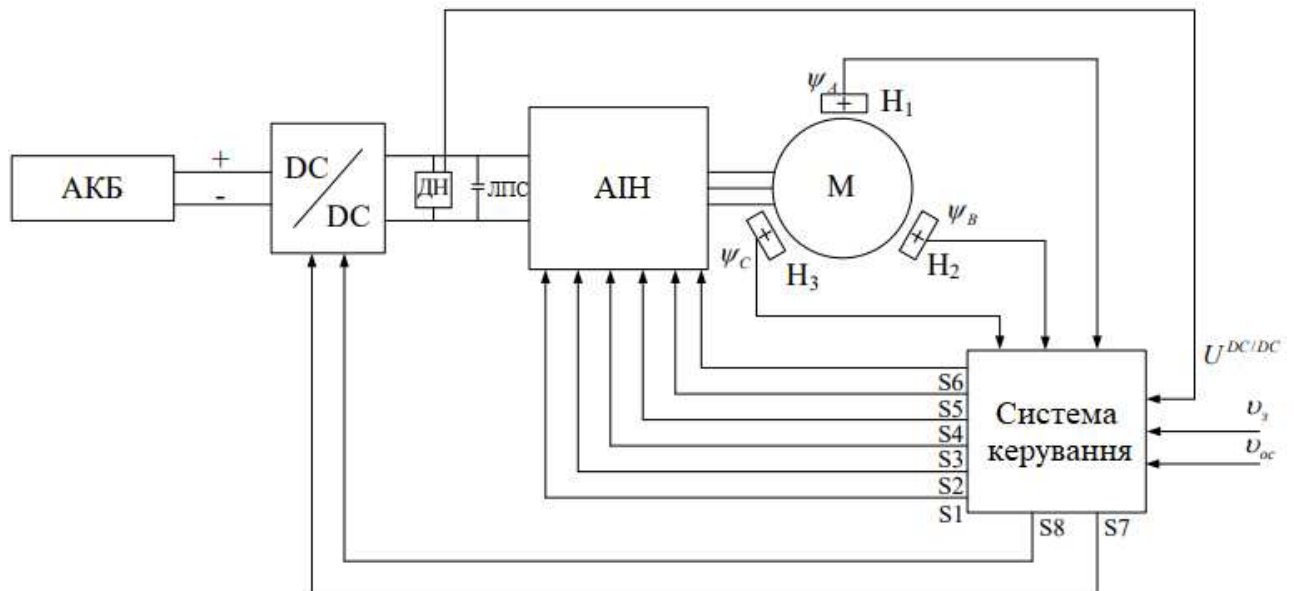 ψA
H1
DC
DC
+
-
АКБ
ДН
ЛПС
АІН
М
ψB
H2
ψC
H3
U DC/DC
υз
υос
Система
керування
S6
S5
S4
S3
S2
S1
S8
S7